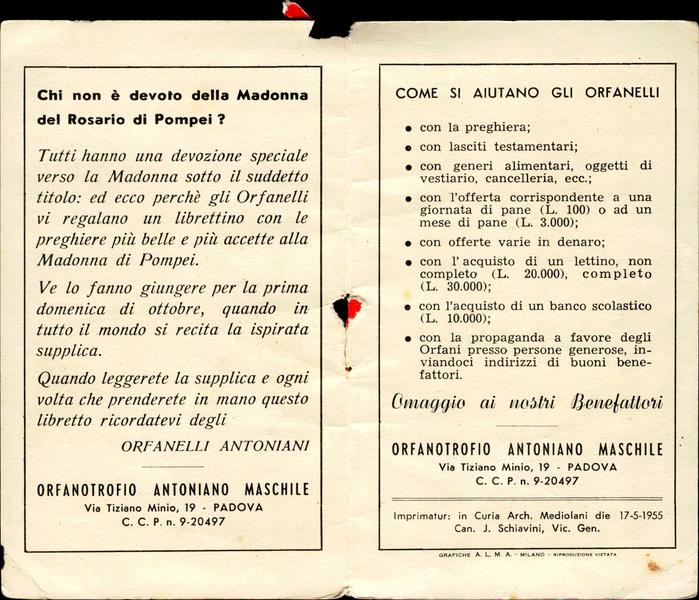 Chi non è devoto della Madonna
del Rosario di Pompei ?
Tutti hanno una devozione speciale
verso la Madonna sotto il suddetto
titolo: ed ecco perchè gli Orfanelli
vi regalano un librettino con le
preghiere più belle e più accette alla
Madonna di Pompei.
Ve lo fanno giungere per la prima
domenica di ottobre, quando in
tutto il mondo si recita la ispirata
supplica.
Quando leggerete la supplica e ogni
volta che prenderete in mano questo
libretto ricordatevi degli
ORFANELLI ANTONIANI
ORFANOTROFIO ANTONIANO MASCHILE
Via Tiziano Minio, 19 - PADOVA
C. C. P. n. 9-20497
COME SI AIUTANO GLI ORFANELLI
● con la preghiera;
● con lasciti testamentari;
● con generi alimentari, oggetti di
vestiario, cancelleria, ecc.;
● con l'offerta corrispondente a una
giornata di pane (L. 100) o ad un
mese di pane (L. 3.000);
● con offerte varie in denaro;
● con l'acquisto di un lettino, non
completo (L. 20.000), completo
(L. 30.000);
● con l'acquisto di un banco scolastico
(L. 10.000);
● con la propaganda a favore degli
Orfani presso persone generose, in-
viandoci indirizzi di buoni bene-
fattori.
Omaggio ai nostri Benefattori
ORFANOTROFIO ANTONIANO MASCHILE
Via Tiziano Minio, 19 - PADOVA
C. C. P. n. 9-20497
Imprimatur: in Curia Arch. Mediolani die 17-5-1955
Can. J. Schiavini, Vic. Gen.
GRAFICHE A. L. M. A. - MILANO - RIPRODUZIONE VIETATA